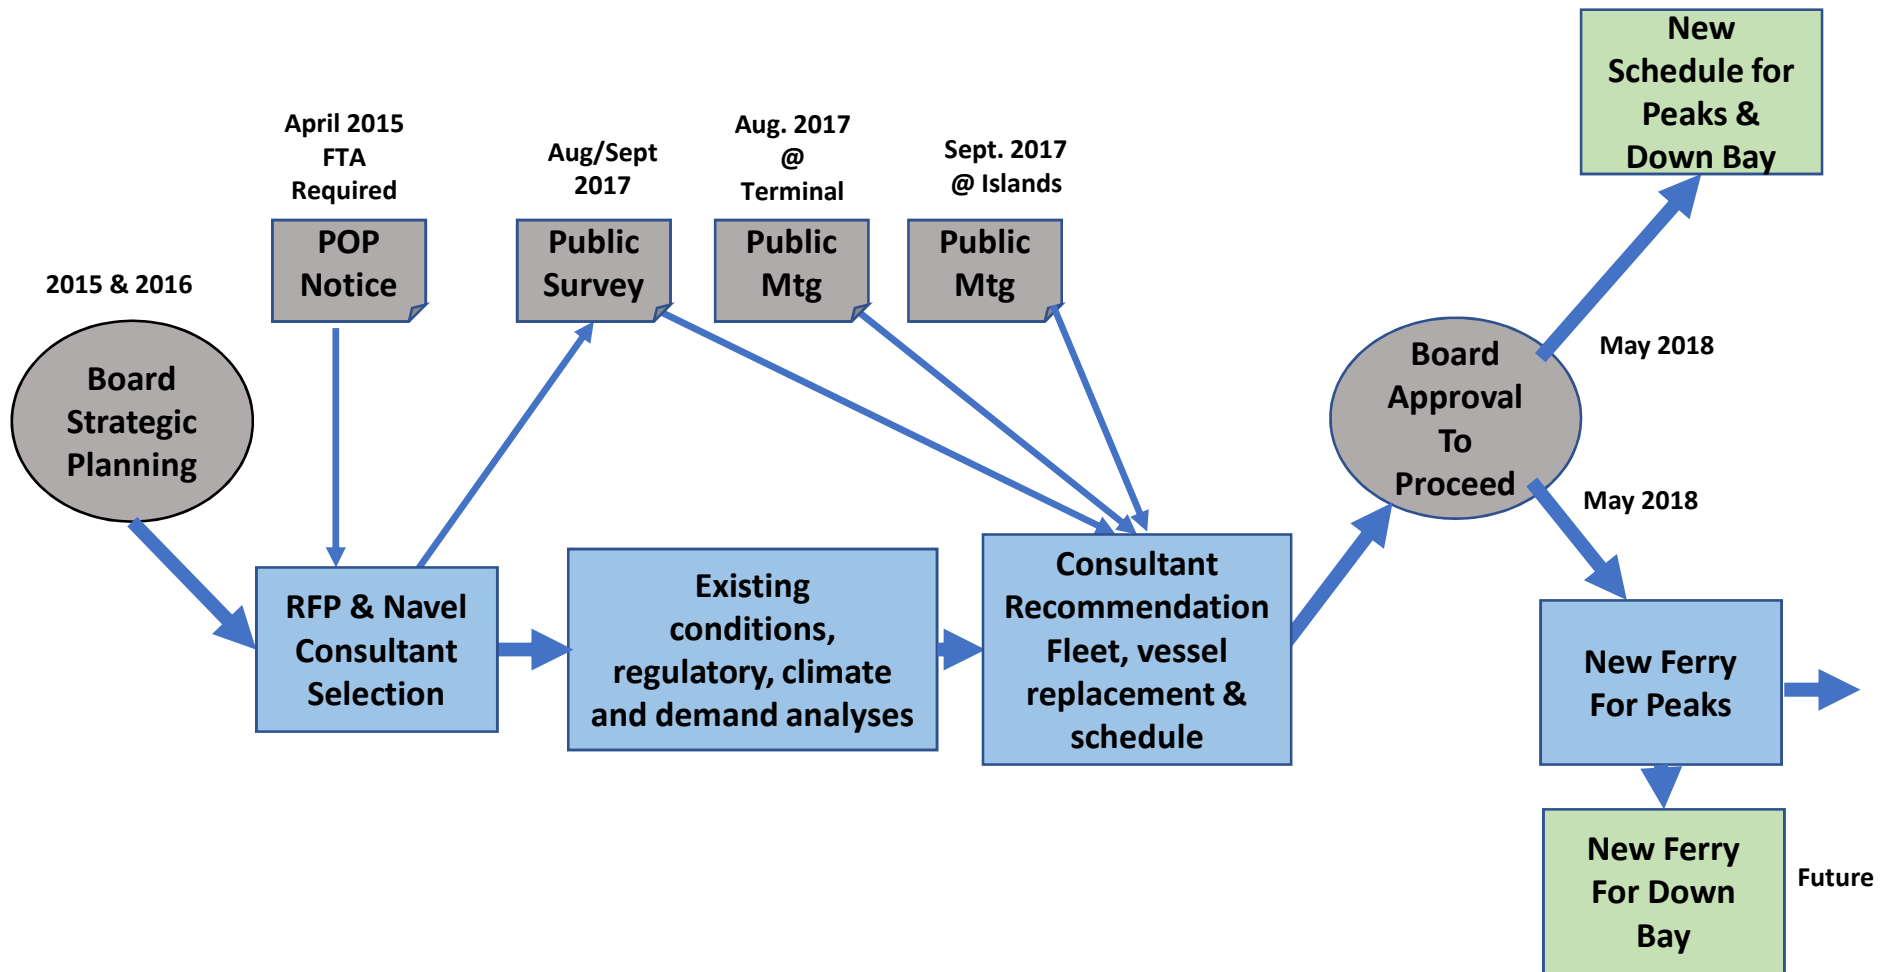 2015 & 2016
Board
Strategic
Planning
April 2015
FTA
Required
POP
Notice
RFP & Navel
Consultant
Selection
Aug/Sept
2017
Public
Survey
Aug. 2017
@
Terminal
Public
Mtg
Sept. 2017
@ Islands
Public
Mtg
Existing
conditions,
regulatory, climate
and demand analyses
Consultant
Recommendation
Fleet, vessel
replacement &
schedule
Board
Approval
To
Proceed
May 2018
New
Schedule for
Peaks &
Down Bay
May 2018
New Ferry
For Peaks
New Ferry
For Down
Bay
Future